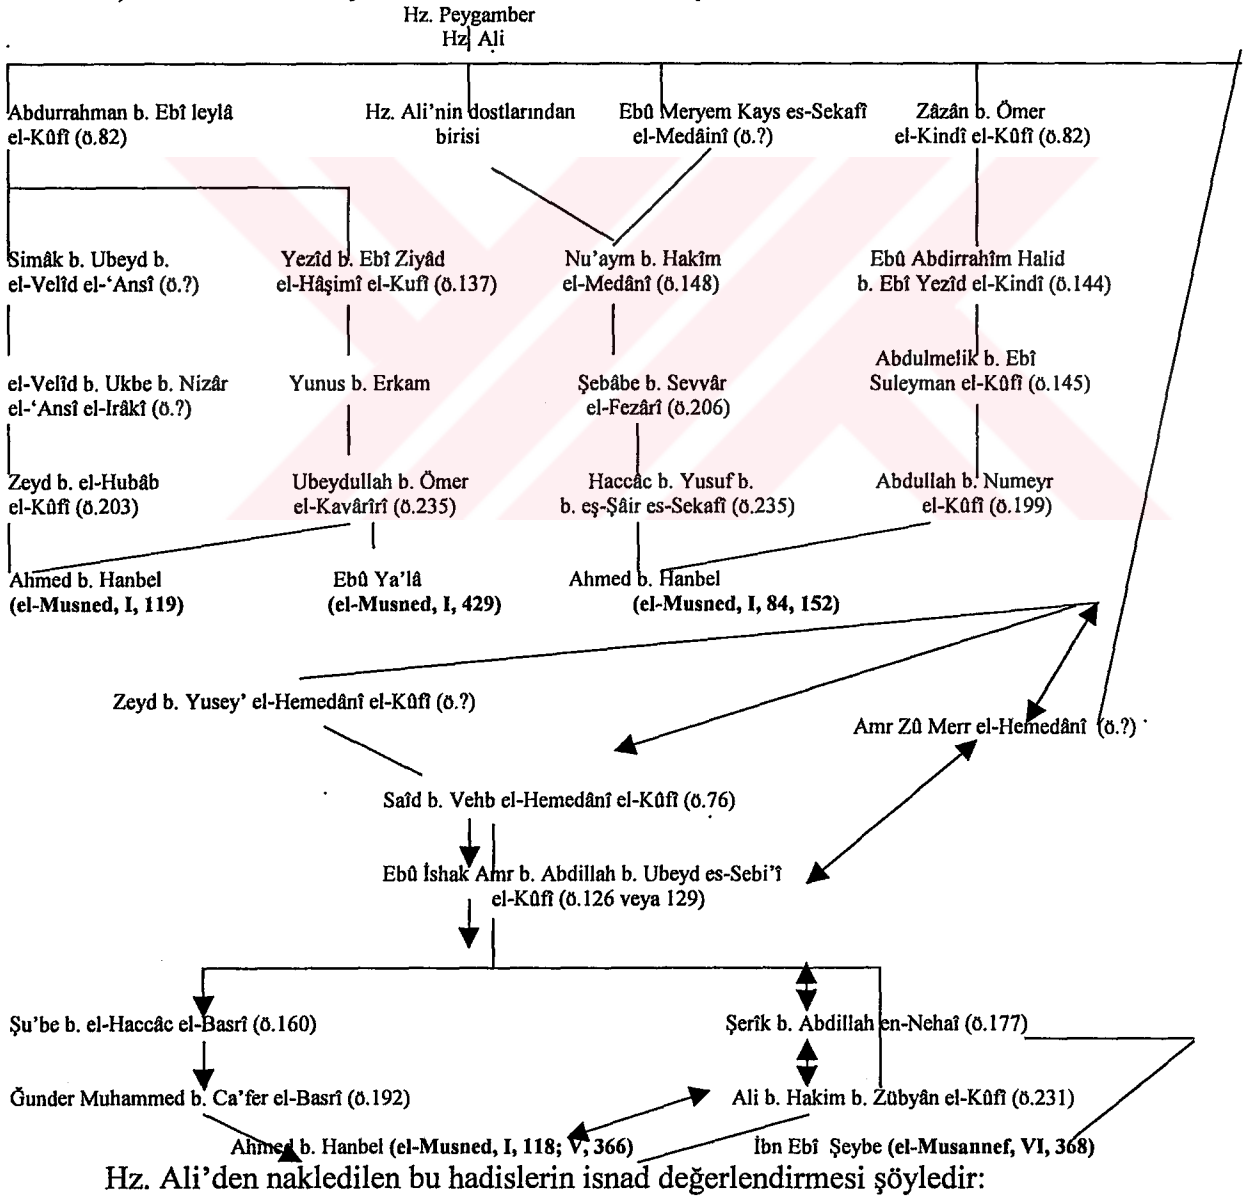 Hz. Peygamber
Hz Ali
Abdurrahman b. Ebî leylâ
el-Kûfî (ö.82)
Hz. Ali'nin dostlarından
birisi
Ebû Meryem Kays es-Sekafî
el-Medâinî (ö.?)
Zâzân b. Ömer
el-Kindî el-Kûfî (ö.82)
Simâk b. Ubeyd b.
el-Velîd el-'Ansî (ö.?)
Yezîd b. Ebî Ziyâd
el-Hâşimî el-Kufî (ö.137)
Nu'aym b. Hakîm
el-Medânî (ö.148)
Ebû Abdirrahîm Halid
b. Ebî Yezîd el-Kindî (ö.144)
el-Velîd b. Ukbe b. Nizâr
el-'Ansî el-Irâkî (ö.?)
Yunus b. Erkam
Şebâbe b. Sevvâr
el-Fezârî (ö.206)
Abdulmelik b. Ebî
Suleyman el-Kûfî (ö.145)
Zeyd b. el-Hubâb
el-Kûfî (ö.203)
Ubeydullah b. Ömer
el-Kavârîrî (ö.235)
Haccâc b. Yusuf b.
b. eş-Şâir es-Sekafî (ö.235)
Abdullah b. Numeyr
el-Kûfî (ö.199)
Ahmed b. Hanbel
(el-Musned, I, 119)
Ebû Ya'lâ
(el-Musned, I, 429)
Ahmed b. Hanbel
(el-Musned, I, 84, 152)
Zeyd b. Yusey' el-Hemedânî el-Kûfî (ö.?)
Amr Zû Merr el-Hemedânî (ö.?)
Saîd b. Vehb el-Hemedânî el-Kûfî (ö.76)
Ebû İshak Amr b. Abdillah b. Ubeyd es-Sebi'î
el-Kûfî (ö.126 veya 129)
Şu'be b. el-Haccâc el-Basrî (ö.160)
Şerîk b. Abdillah en-Nehaî (ö.177)
Ğunder Muhammed b. Ca'fer el-Basrî (ö.192)
Ali b. Hakim b. Zübyân el-Kûfî (ö.231)
Ahmed b. Hanbel (el-Musned, I, 118; V, 366)
İbn Ebî Şeybe (el-Musannef, VI, 368)
Hz. Ali'den nakledilen bu hadislerin isnad değerlendirmesi şöyledir: